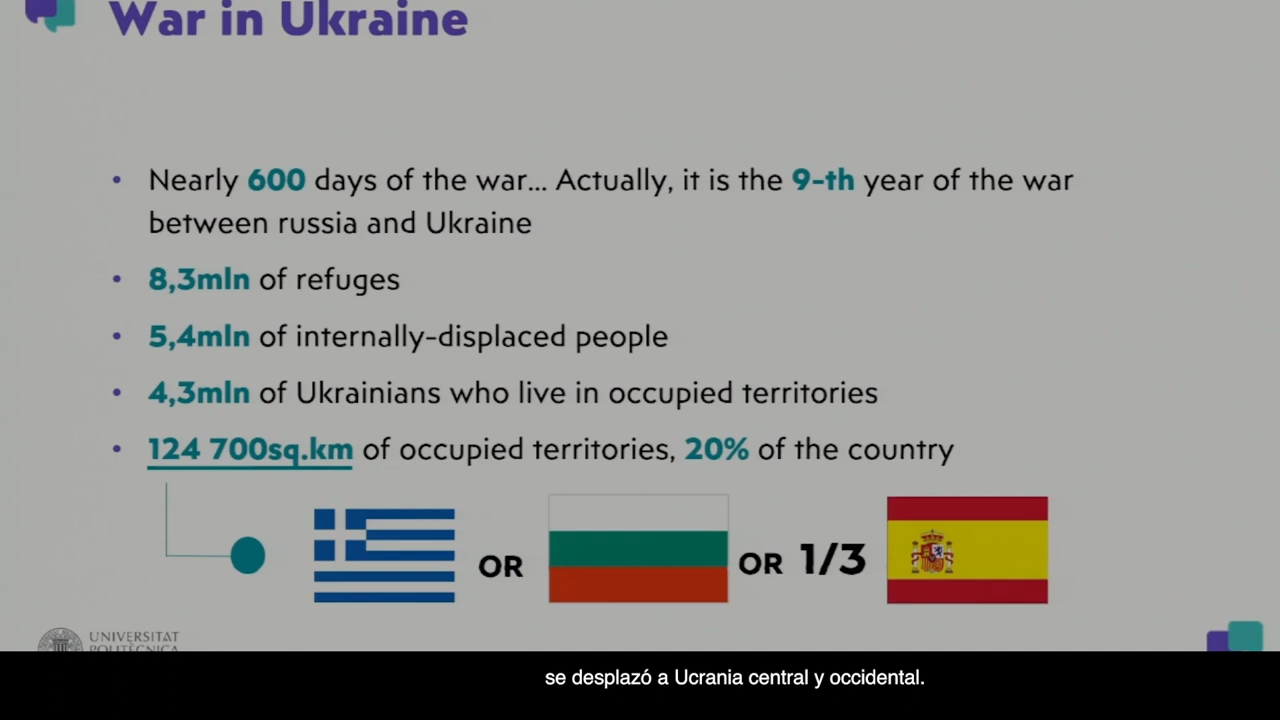 War in Ukraine
• Nearly 600 days of the war... Actually, it is the 9-th year of the war
between russia and Ukraine
• 8,3mln of refuges
• 5,4mln of internally-displaced people
• 4,3mln of Ukrainians who live in occupied territories
• 124 700sq.km of occupied territories, 20% of the country
OR
OR 1/3
UNIVERSITAT
POLITÈCNICA
se desplazó a Ucrania central y occidental.